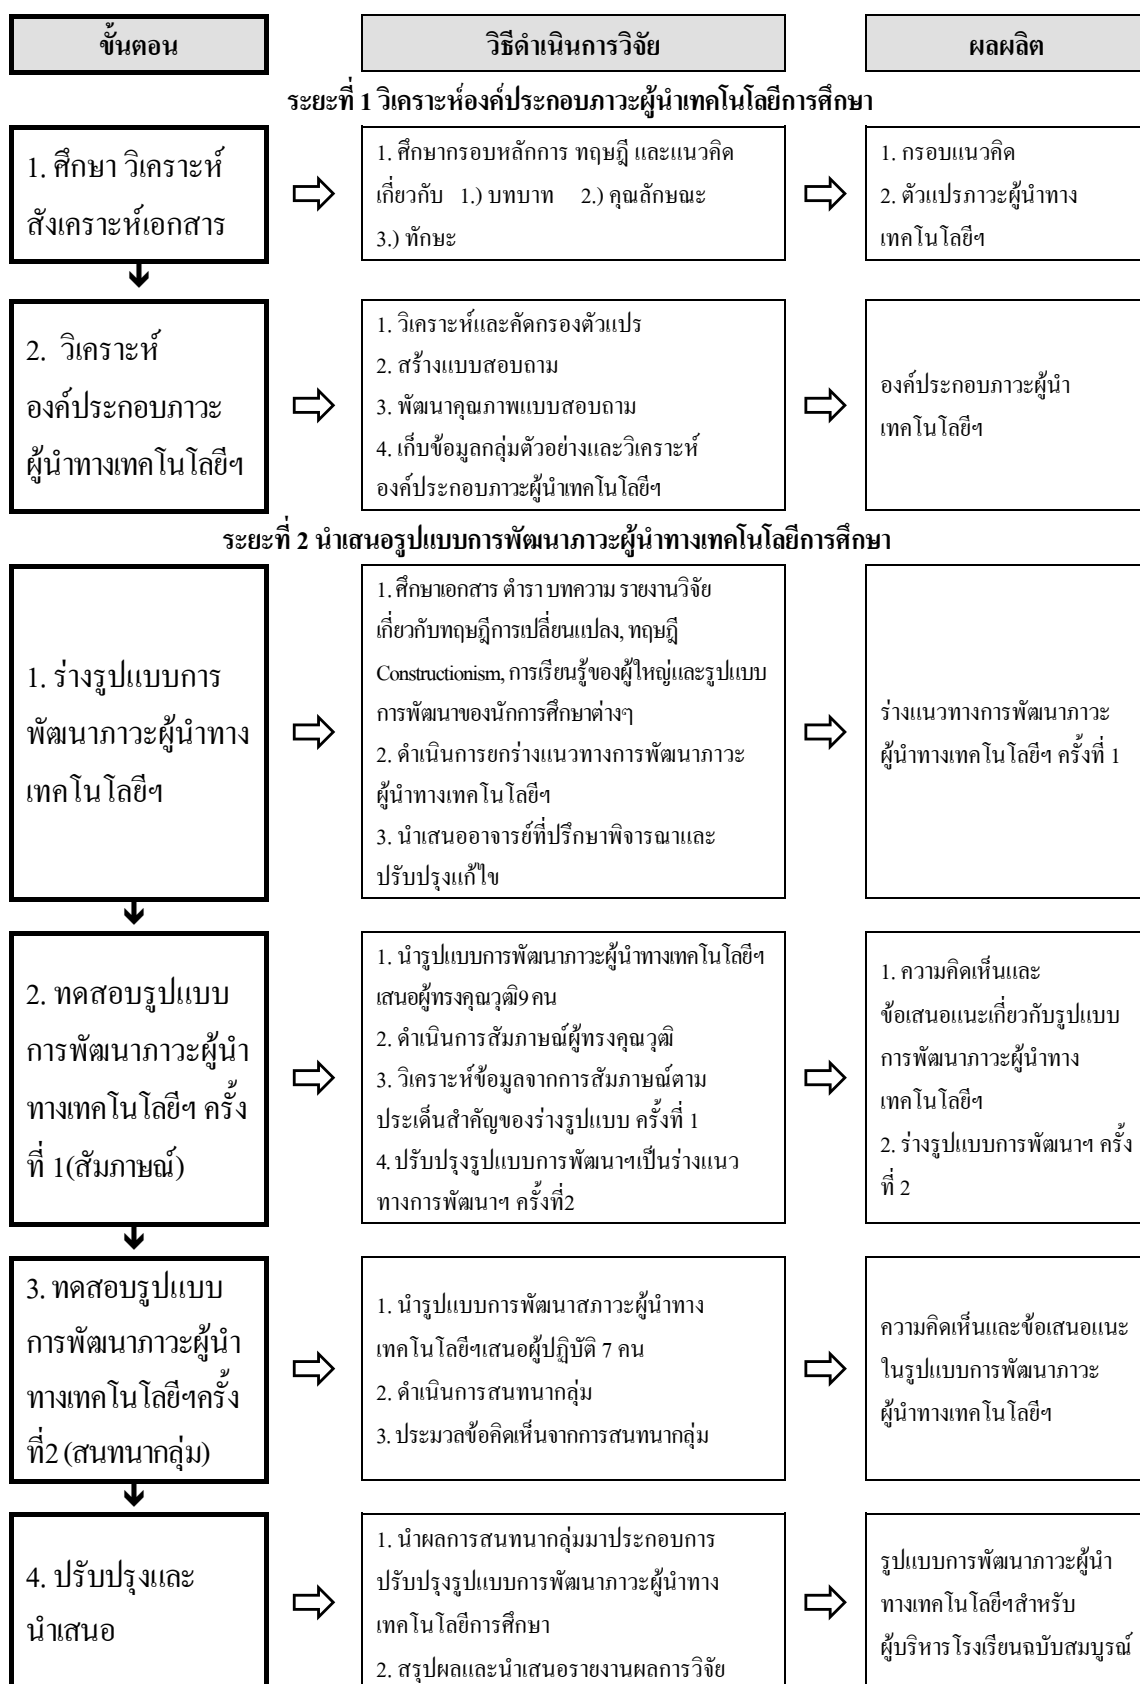 ขั้นตอน
วิธีดำเนินการวิจัย
ผลผลิต
ระยะที่ 1 วิเคราะห์องค์ประกอบภาวะผู้นำเทคโนโลยีการศึกษา
1. ศึกษา วิเคราะห์
สังเคราะห์เอกสาร
1. ศึกษากรอบหลักการ ทฤษฎี และแนวคิด
เกี่ยวกับ 1.) บทบาท 2.) คุณลักษณะ
3.) ทักษะ
1. กรอบแนวคิด
2. ตัวแปรภาวะผู้นำทาง
เทคโนโลยีฯ
2. วิเคราะห์
องค์ประกอบภาวะ
ผู้นำทางเทคโนโลยีฯ
1. วิเคราะห์และคัดกรองตัวแปร
2. สร้างแบบสอบถาม
3. พัฒนาคุณภาพแบบสอบถาม
4. เก็บข้อมูลกลุ่มตัวอย่างและวิเคราะห์
องค์ประกอบภาวะผู้นำเทคโนโลยีฯ
องค์ประกอบภาวะผู้นำ
เทคโนโลยีฯ
ระยะที่ 2 นำเสนอรูปแบบการพัฒนาภาวะผู้นำทางเทคโนโลยีการศึกษา
1. ร่างรูปแบบการ
พัฒนาภาวะผู้นำทาง
เทคโนโลยีฯ
1. ศึกษาเอกสาร ตำรา บทความ รายงานวิจัย
เกี่ยวกับทฤษฎีการเปลี่ยนแปลง, ทฤษฎี
Constructionism, การเรียนรู้ของผู้ใหญ่และรูปแบบ
การพัฒนาของนักการศึกษาต่างๆ
2. ดำเนินการยกร่างแนวทางการพัฒนาภาวะ
ผู้นำทางเทคโนโลยีฯ
3. นำเสนออาจารย์ที่ปรึกษาพิจารณาและ
ปรับปรุงแก้ไข
ร่างแนวทางการพัฒนาภาวะ
ผู้นำทางเทคโนโลยีฯ ครั้งที่ 1
2. ทดสอบรูปแบบ
การพัฒนาภาวะผู้นำ
ทางเทคโนโลยีฯ ครั้ง
ที่ 1(สัมภาษณ์)
1. นำรูปแบบการพัฒนาภาวะผู้นำทางเทคโนโลยีฯ
เสนอผู้ทรงคุณวุฒิ9 คน
2. ดำเนินการสัมภาษณ์ผู้ทรงคุณวุฒิ
3. วิเคราะห์ข้อมูลจากการสัมภาษณ์ตาม
ประเด็นสำคัญของร่างรูปแบบ ครั้งที่ 1
4. ปรับปรุงรูปแบบการพัฒนาฯเป็นร่างแนว
ทางการพัฒนาฯ ครั้งที่2
1. ความคิดเห็นและ
ข้อเสนอแนะเกี่ยวกับรูปแบบ
การพัฒนาภาวะผู้นำทาง
เทคโนโลยีฯ
2. ร่างรูปแบบการพัฒนาฯ ครั้ง
ที่ 2
3. ทดสอบรูปแบบ
การพัฒนาภาวะผู้นำ
ทางเทคโนโลยีฯครั้ง
ที่2 (สนทนากลุ่ม)
1. นำรูปแบบการพัฒนาสภาวะผู้นำทาง
เทคโนโลยีฯเสนอผู้ปฏิบัติ 7 คน
2. ดำเนินการสนทนากลุ่ม
3. ประมวลข้อคิดเห็นจากการสนทนากลุ่ม
ความคิดเห็นและข้อเสนอแนะ
ในรูปแบบการพัฒนาภาวะ
ผู้นำทางเทคโนโลยีฯ
4. ปรับปรุงและ
นำเสนอ
1. นำผลการสนทนากลุ่มมาประกอบการ
ปรับปรุงรูปแบบการพัฒนาภาวะผู้นำทาง
เทคโนโลยีการศึกษา
2. สรุปผลและนำเสนอรายงานผลการวิจัย
รูปแบบการพัฒนาภาวะผู้นำ
ทางเทคโนโลยีฯสำหรับ
ผู้บริหารโรงเรียนฉบับสมบูรณ์